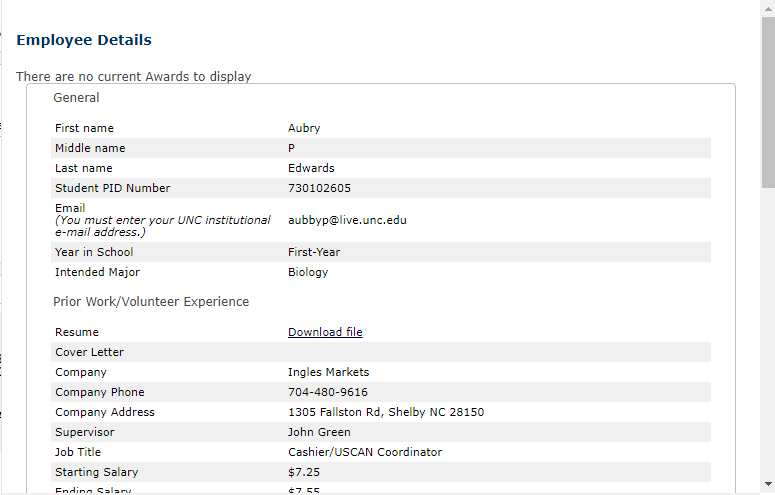 Employee Details
There are no current Awards to display
General
First name Aubry
Middle name P
Last name Edwards
Student PID Number 730102605
Email
(You must enter your UNC institutional e-mail address.) aubbyp@live.unc.edu
Year in School First-Year
Intended Major Biology
Prior Work/Volunteer Experience
Resume Download file
Cover Letter
Company Ingles Markets
Company Phone 704-480-9616
Company Address 1305 Fallston Rd, Shelby NC 28150
Supervisor John Green
Job Title Cashier/USCAN Coordinator
Starting Salary $7.25
Ending Salary $7.55